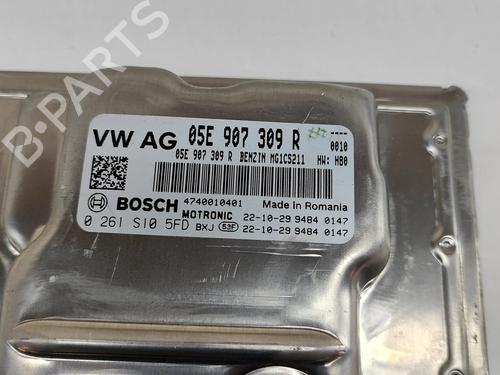 VW AG 05E 907 309 R ### ----
0010
05E 907 309 R BENZIN MG1CS211 HW: H80
BOSCH 4740010401 Made in Romania
MOTRONIC 22-10-29 9484 0147
0 261 S10 5FD BXJ 53F 22-10-29 9484 0147
B-PARTS